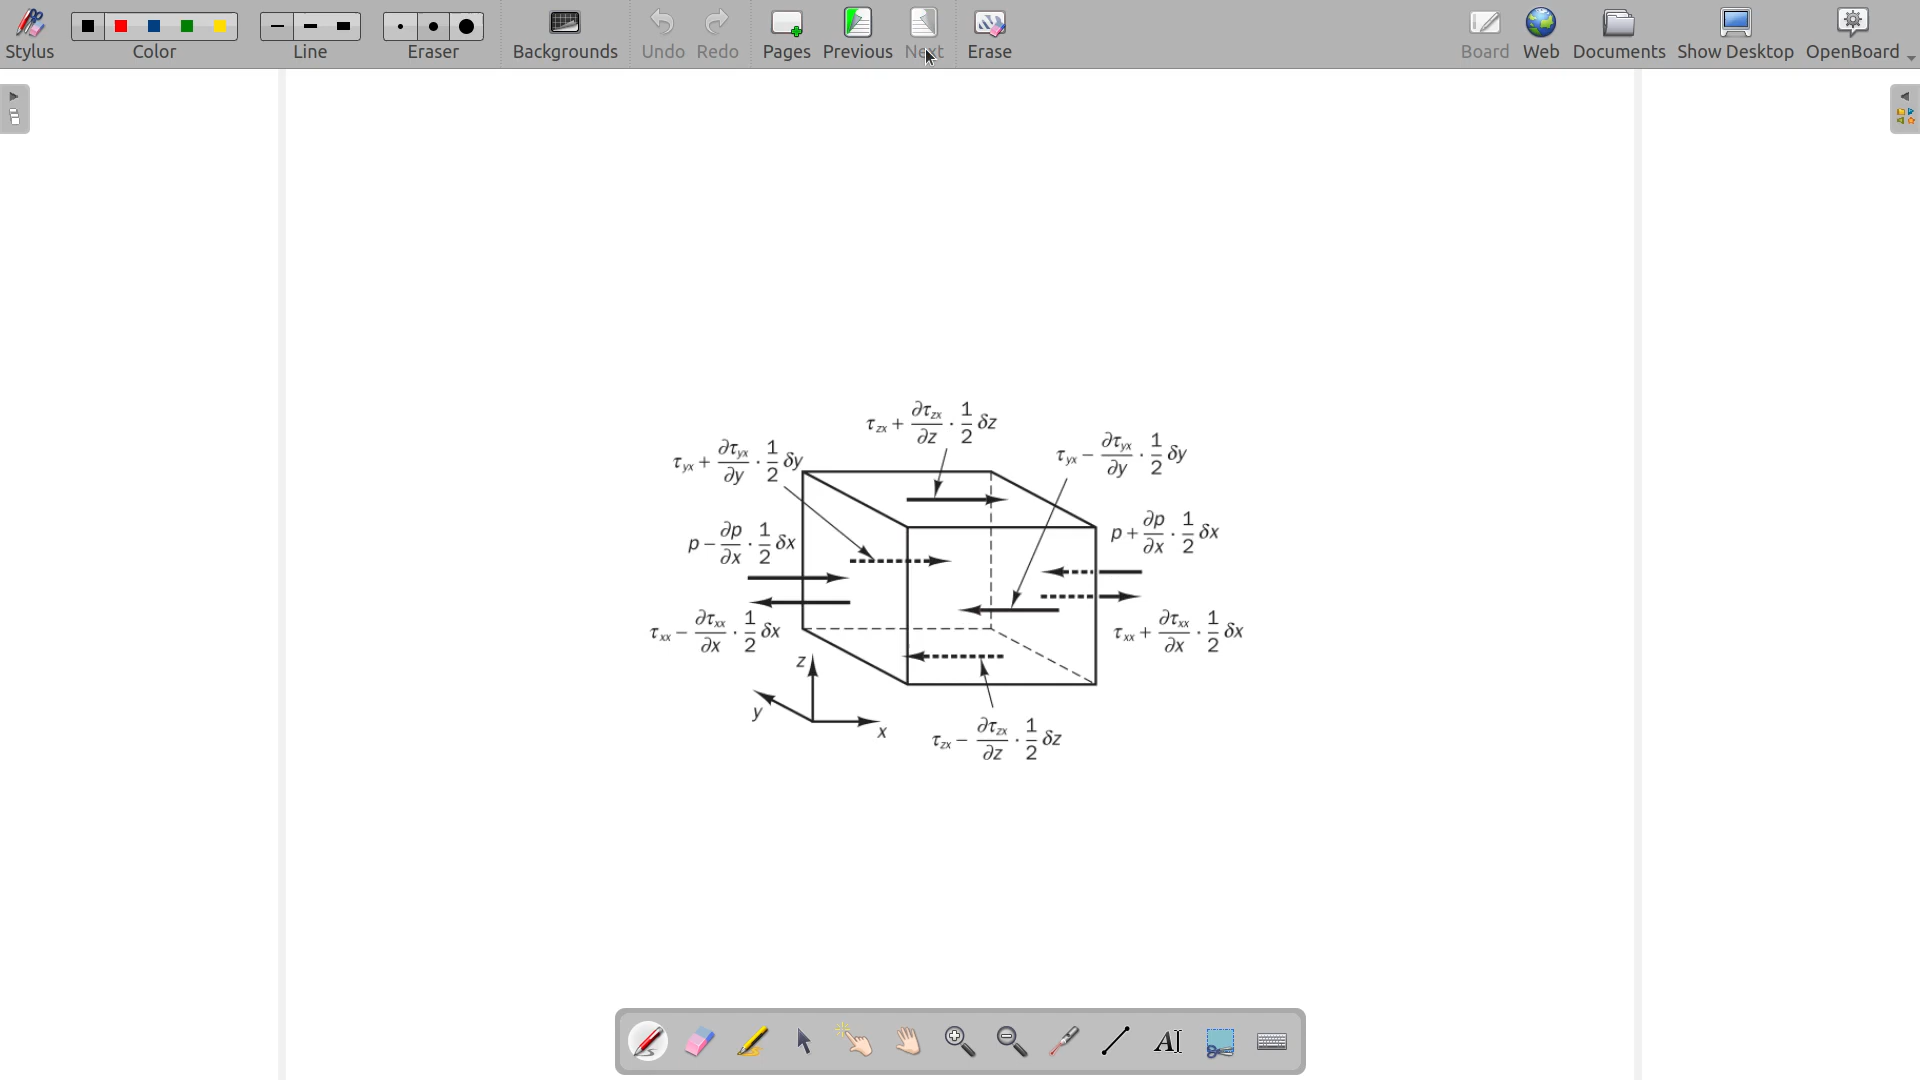 Stylus Color Line Eraser Backgrounds Undo Redo Pages Previous Next Erase Board Web Documents Show Desktop OpenBoard
τzx + ∂τzx/∂z · 1/2 δz
τyx + ∂τyx/∂y · 1/2 δy
τyx − ∂τyx/∂y · 1/2 δy
p − ∂p/∂x · 1/2 δx
p + ∂p/∂x · 1/2 δx
τxx − ∂τxx/∂x · 1/2 δx
τxx + ∂τxx/∂x · 1/2 δx
z
y
x
τzx − ∂τzx/∂z · 1/2 δz
AI